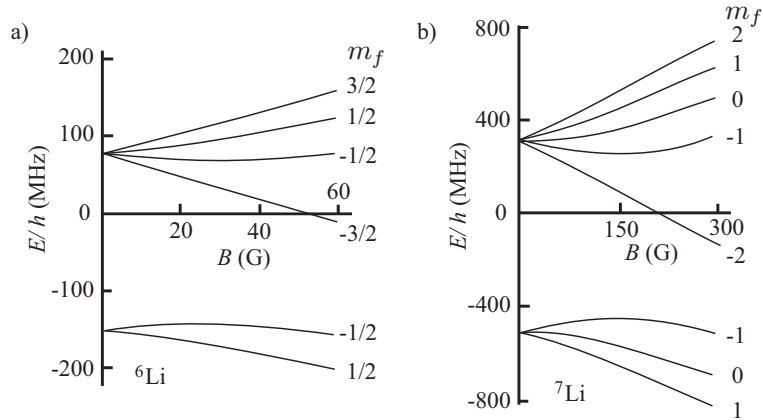 a)
m_f
200
3/2
1/2
100
-1/2
E/h (MHz)
60
0
20
40
-3/2
B (G)
-100
-1/2
-200
⁶Li
1/2
b)
m_f
800
2
1
0
400
-1
E/h (MHz)
0
150
300
B (G)
-2
-400
-1
0
⁷Li
-800
1